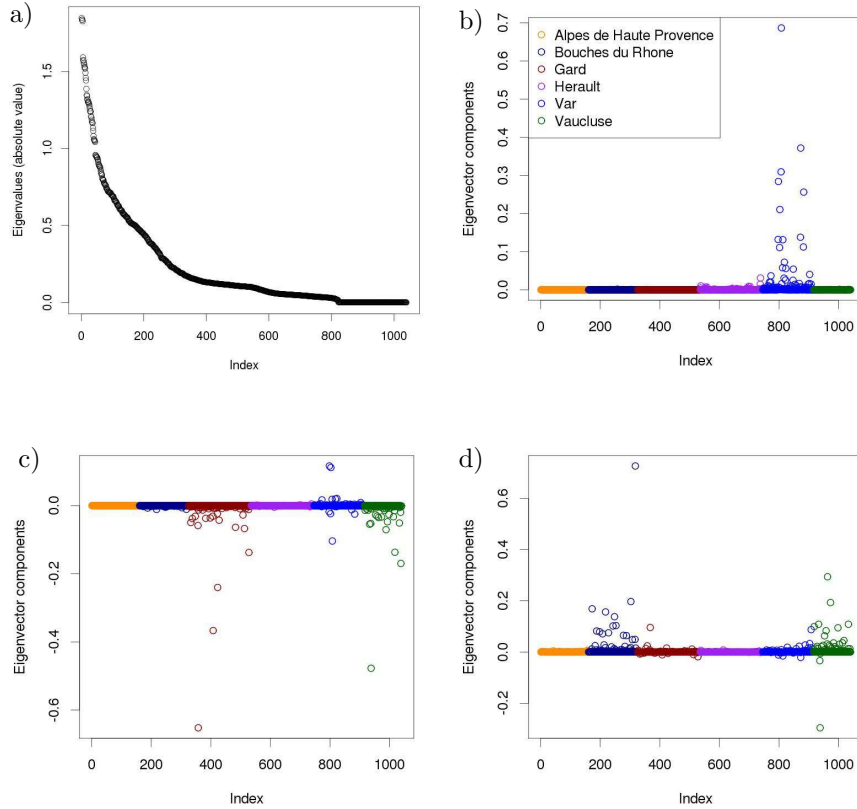 a)
Eigenvalues (absolute value)
0.0 0.5 1.0 1.5
0 200 400 600 800 1000
Index
b)
Eigenvector components
0.0 0.1 0.2 0.3 0.4 0.5 0.6 0.7
Alpes de Haute Provence
Bouches du Rhone
Gard
Herault
Var
Vaucluse
0 200 400 600 800 1000
Index
c)
Eigenvector components
-0.6 -0.4 -0.2 0.0
0 200 400 600 800 1000
Index
d)
Eigenvector components
-0.2 0.0 0.2 0.4 0.6
0 200 400 600 800 1000
Index